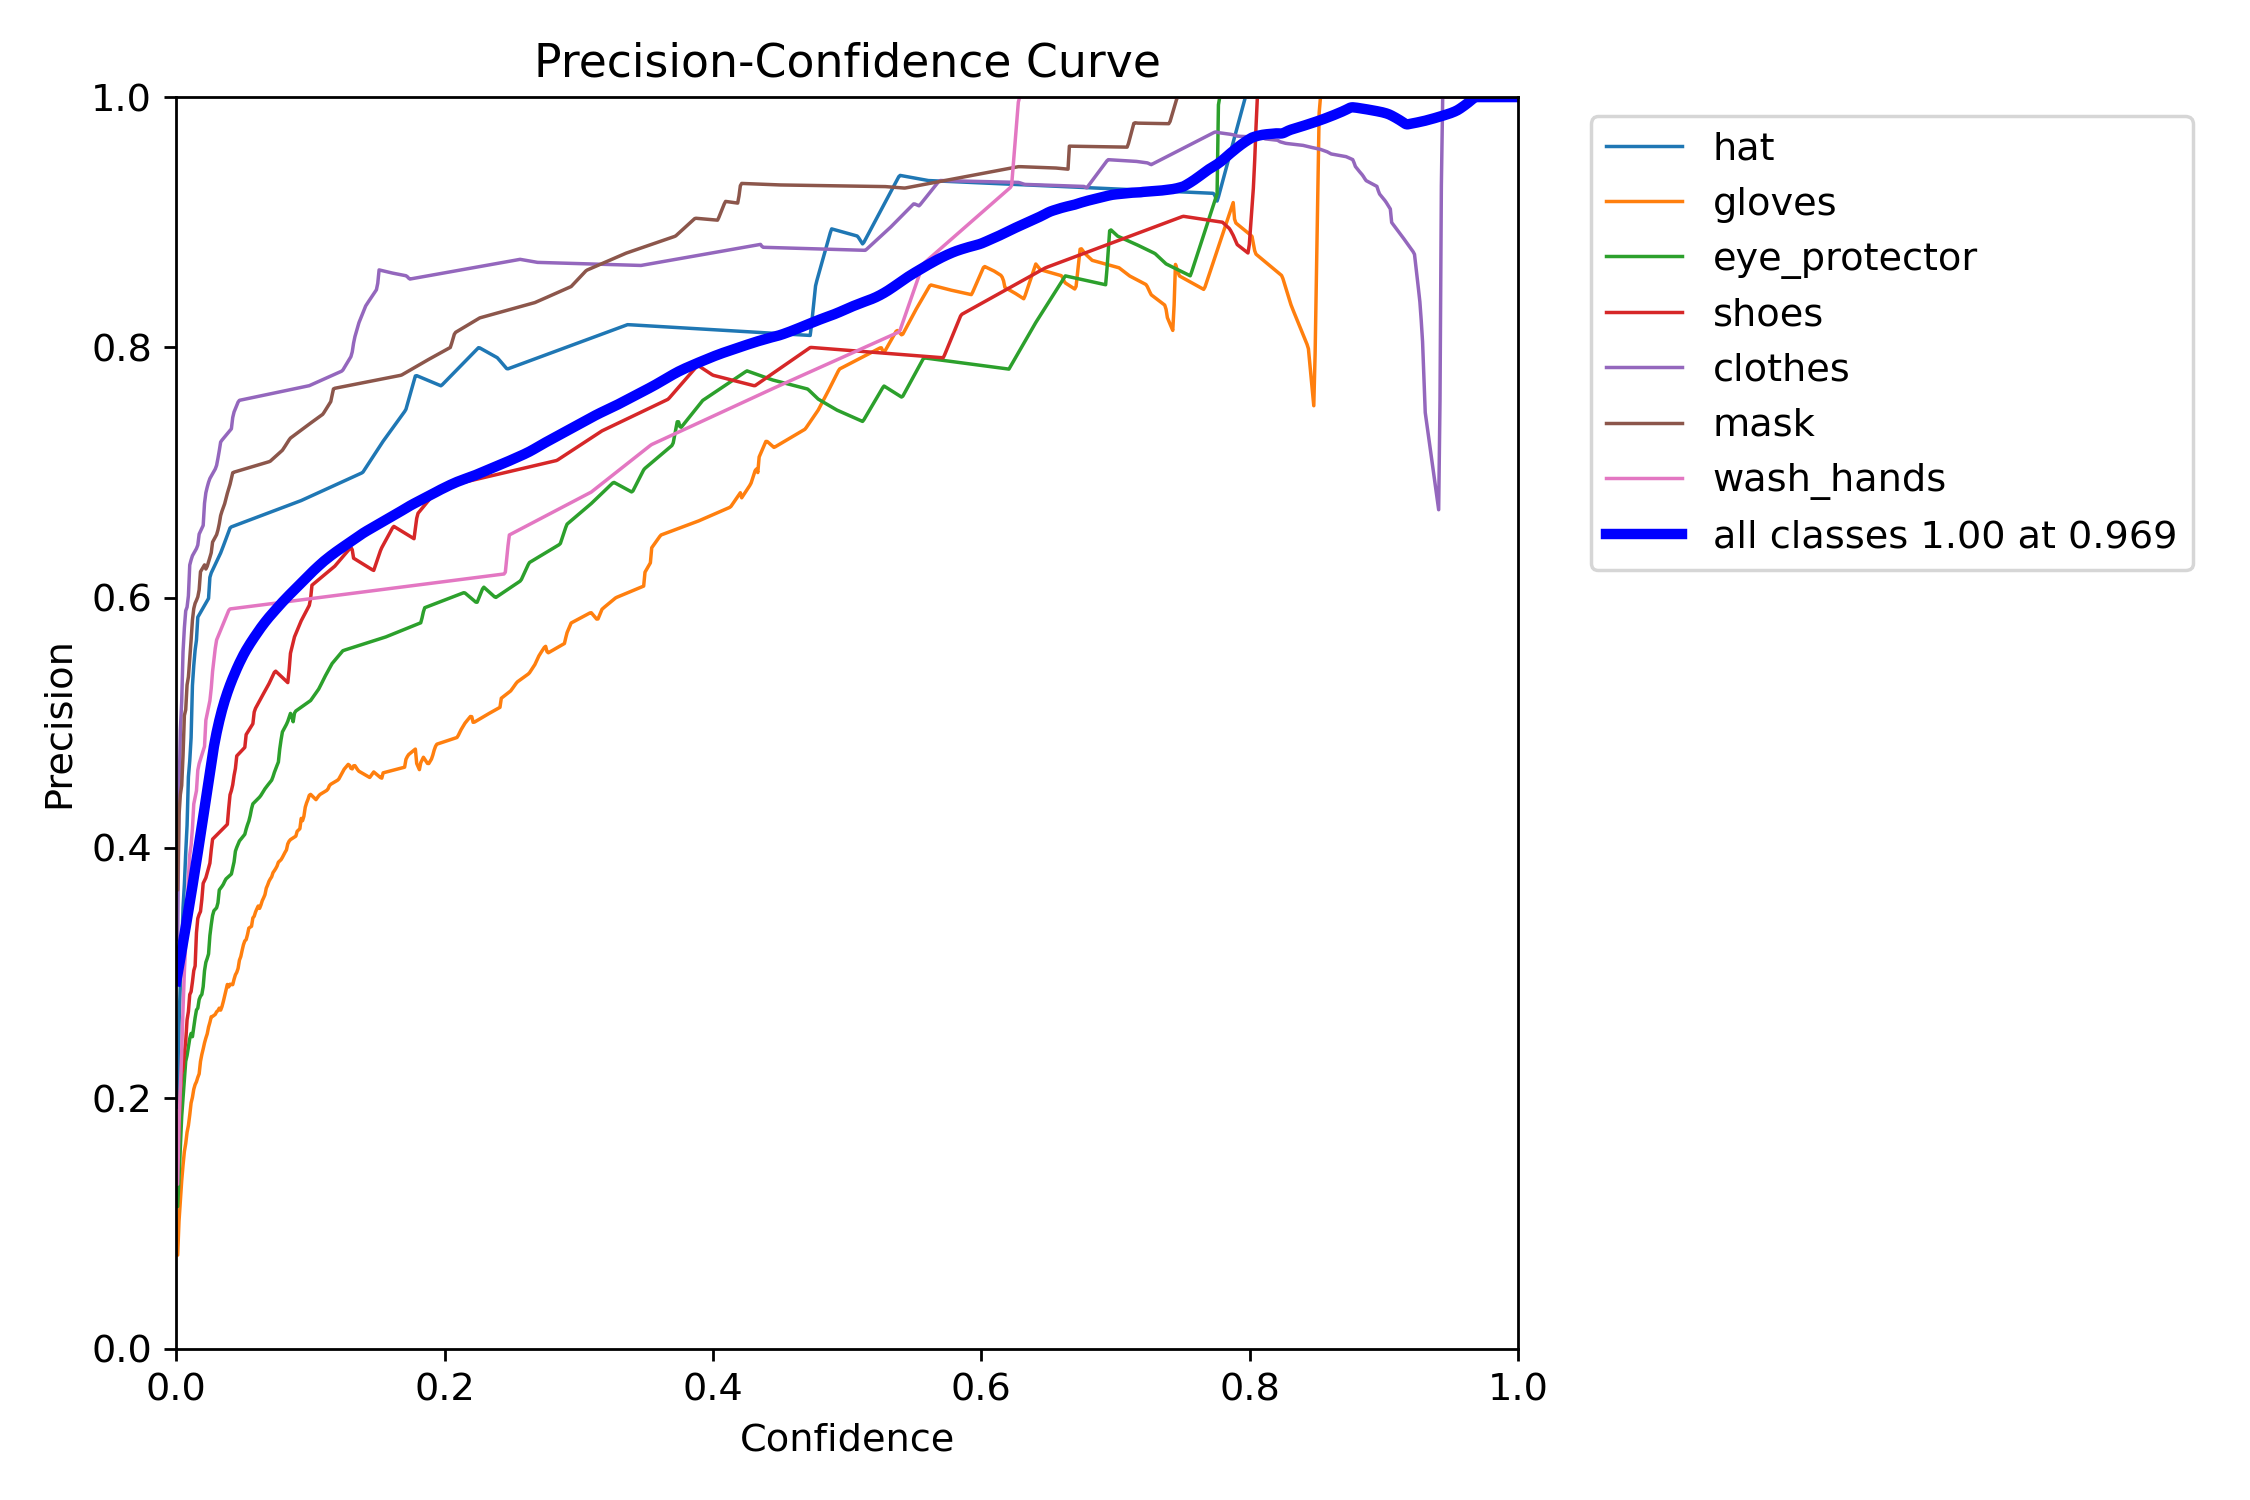 Precision-Confidence Curve
1.0
0.8
0.6
0.4
0.2
0.0
Precision
0.0 0.2 0.4 0.6 0.8 1.0
Confidence
hat
gloves
eye_protector
shoes
clothes
mask
wash_hands
all classes 1.00 at 0.969